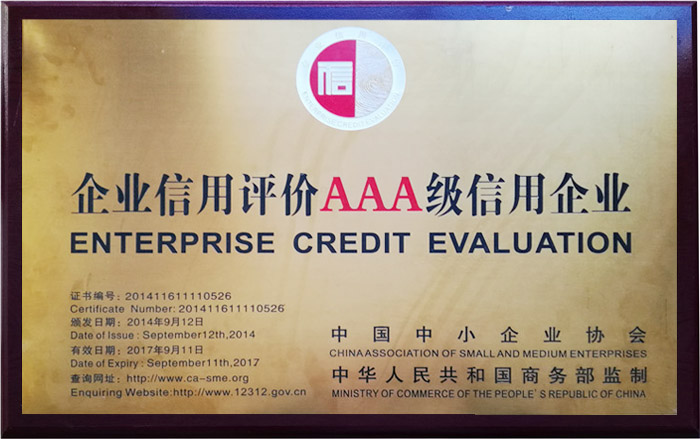 信
企业信用评价AAA级信用企业
ENTERPRISE CREDIT EVALUATION
证书编号：201411611110526
Certificate Number: 201411611110526
颁发日期：2014年9月12日
Date of Issue : September12th,2014
有效日期：2017年9月11日
Date of Expiry : September11th,2017
查询网址：http://www.ca-sme.org
Enquiring Website:http://www.12312.gov.cn
中国中小企业协会
CHINA ASSOCIATION OF SMALL AND MEDIUM ENTERPRISES
中华人民共和国商务部监制
MINISTRY OF COMMERCE OF THE PEOPLE'S REPUBLIC OF CHINA